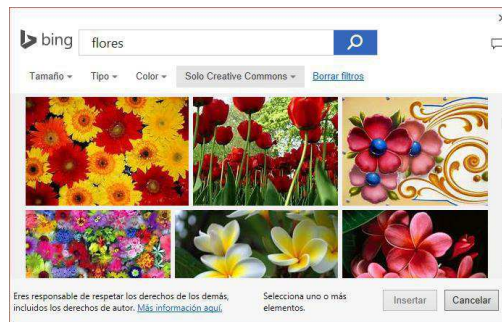 bing
flores
Tamaño Tipo Color Solo Creative Commons Borrar filtros
Eres responsable de respetar los derechos de los demás,
incluidos los derechos de autor. Más información aquí.
Selecciona uno o más
elementos.
Insertar Cancelar